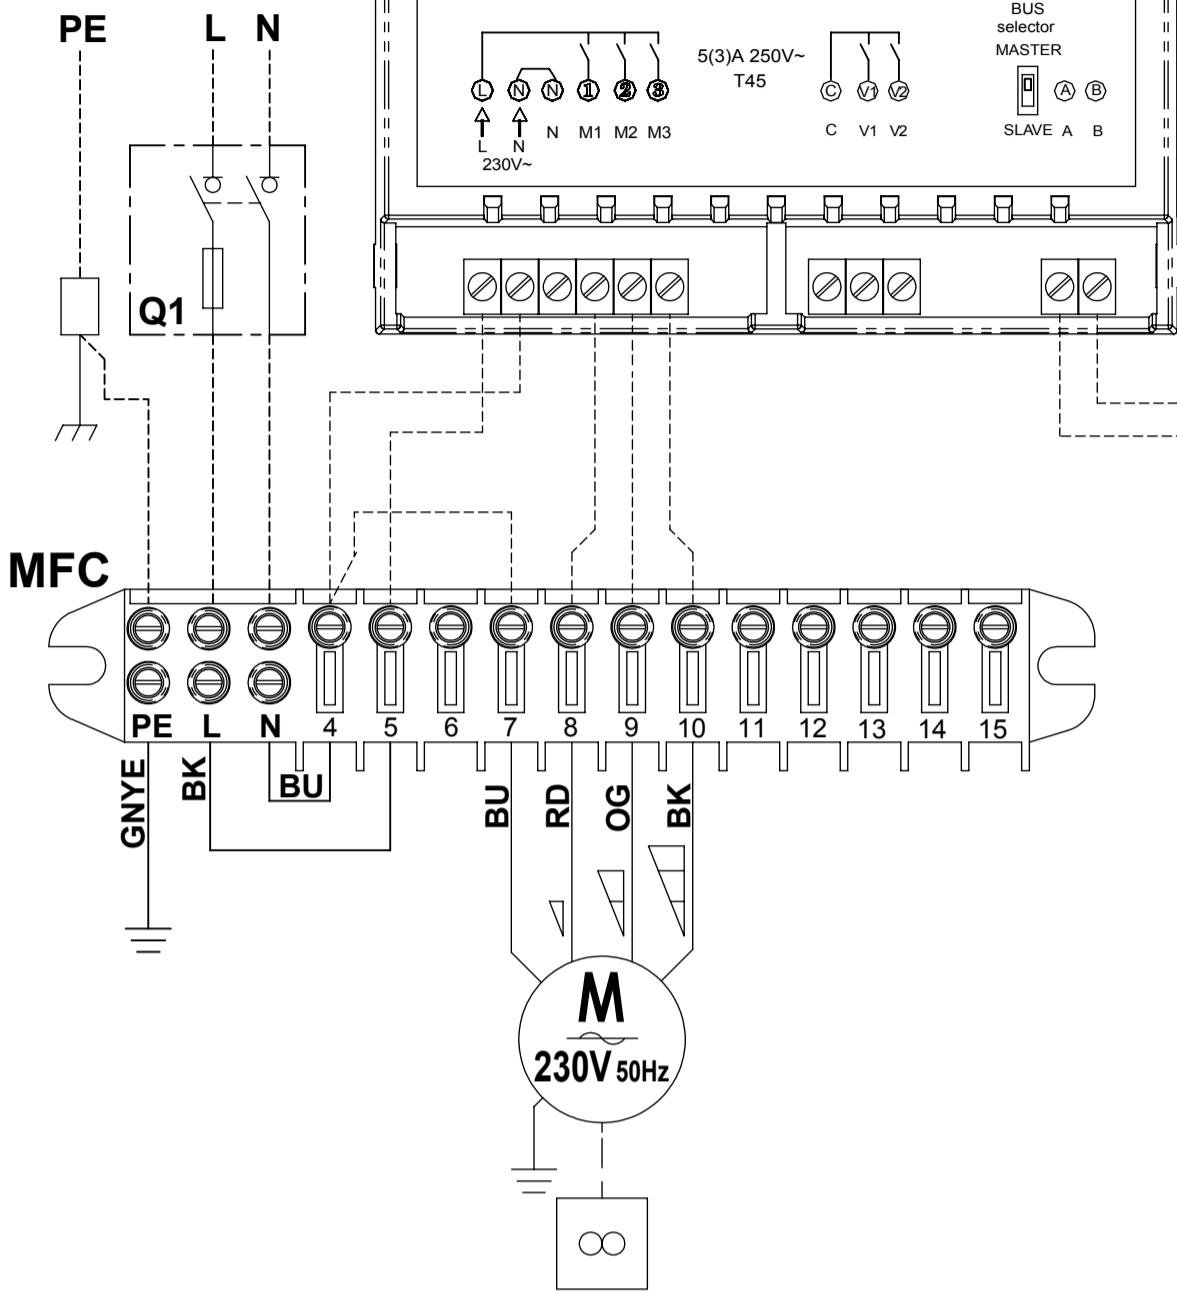 PE L N
BUS
selector
MASTER
5(3)A 250V~
T45
L N N 1 2 3
C V1 V2
A B
L N N M1 M2 M3
230V~
C V1 V2
SLAVE A B
Q1
MFC
PE L N 4 5 6 7 8 9 10 11 12 13 14 15
GNYE BK BU BU RD OG BK
M
230V 50Hz